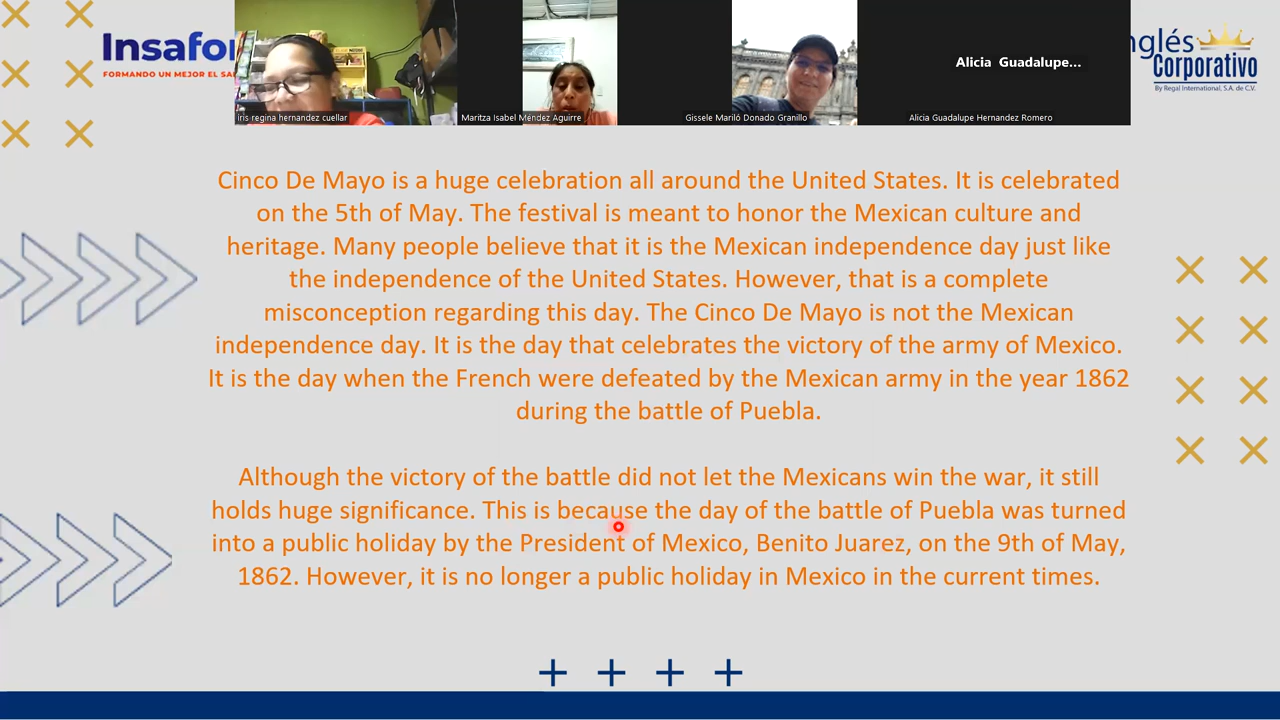 Insafor
FORMANDO UN MEJOR EL SA
nglés
Corporativo
By Regal International, S.A. de C.V.
Alicia Guadalupe...
iris regina hernandez cuellar
Maritza Isabel Méndez Aguirre
Gissele Mariló Donado Granillo
Alicia Guadalupe Hernandez Romero
Cinco De Mayo is a huge celebration all around the United States. It is celebrated
on the 5th of May. The festival is meant to honor the Mexican culture and
heritage. Many people believe that it is the Mexican independence day just like
the independence of the United States. However, that is a complete
misconception regarding this day. The Cinco De Mayo is not the Mexican
independence day. It is the day that celebrates the victory of the army of Mexico.
It is the day when the French were defeated by the Mexican army in the year 1862
during the battle of Puebla.
Although the victory of the battle did not let the Mexicans win the war, it still
holds huge significance. This is because the day of the battle of Puebla was turned
into a public holiday by the President of Mexico, Benito Juarez, on the 9th of May,
1862. However, it is no longer a public holiday in Mexico in the current times.